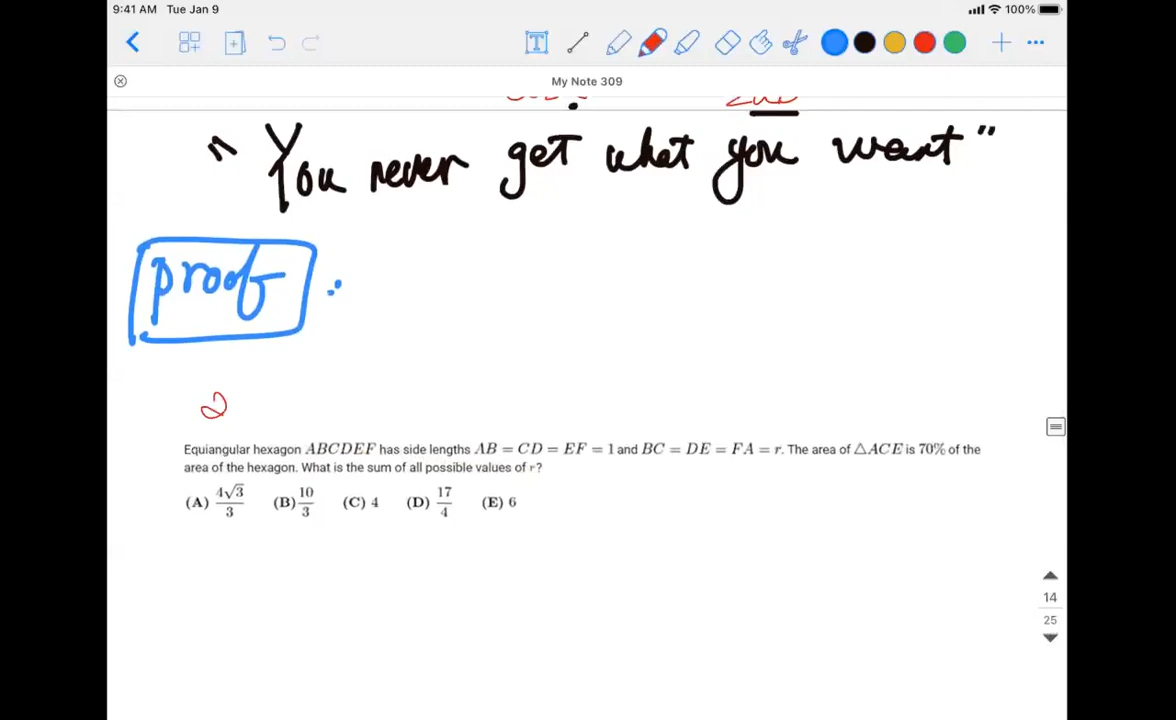 9:41 AM Tue Jan 9
100%
My Note 309
"You never get what you want"
proof :
2
Equiangular hexagon ABCDEF has side lengths AB = CD = EF = 1 and BC = DE = FA = r. The area of △ACE is 70% of the
area of the hexagon. What is the sum of all possible values of r?
(A) 4√3/3 (B) 10/3 (C) 4 (D) 17/4 (E) 6
14
25